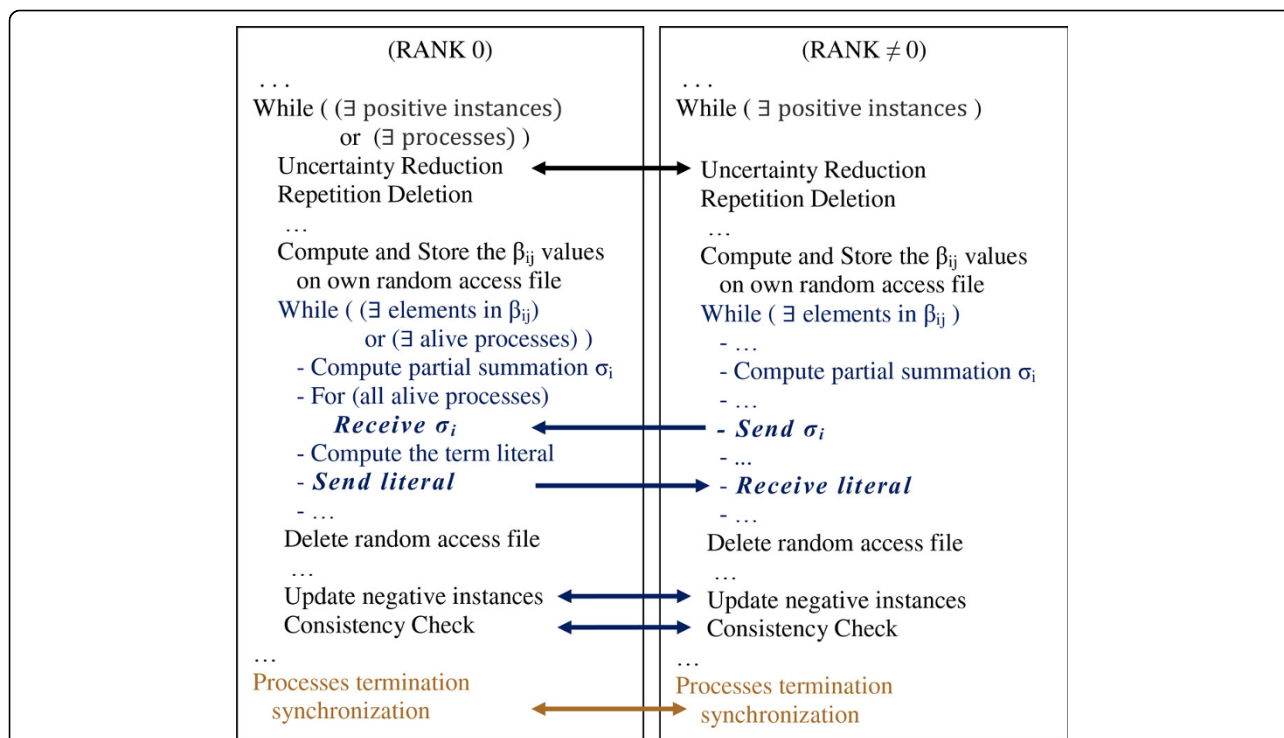 (RANK 0)
. . .
While ( (∃ positive instances)
or (∃ processes) )
Uncertainty Reduction
Repetition Deletion
…
Compute and Store the βij values
on own random access file
While ( (∃ elements in βij)
or (∃ alive processes) )
- Compute partial summation σi
- For (all alive processes)
Receive σi
- Compute the term literal
- Send literal
- …
Delete random access file
…
Update negative instances
Consistency Check
…
Processes termination
synchronization
(RANK ≠ 0)
. . .
While ( ∃ positive instances )
Uncertainty Reduction
Repetition Deletion
…
Compute and Store the βij values
on own random access file
While ( ∃ elements in βij )
- …
- Compute partial summation σi
- …
- Send σi
- ...
- Receive literal
- …
Delete random access file
…
Update negative instances
Consistency Check
…
Processes termination
synchronization